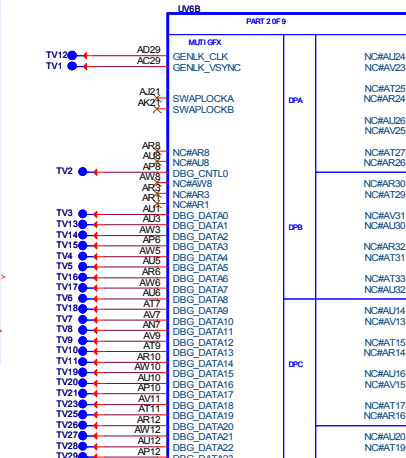 UV6B
PART 2 0F 9
MUTI GFX
TV12 AD29 GENLK_CLK NC#AU24
TV1 AC29 GENLK_VSYNC NC#AV23
NC#AT25
AJ21 SWAPLOCKA DPA NC#AR24
AK21 SWAPLOCKB
NC#AU26
NC#AV25
AR8 NC#AR8 NC#AT27
AU8 NC#AU8 NC#AR26
TV2 AP8 DBG_CNTL0
AW8 NC#AW8 NC#AR30
AR3 NC#AR3 NC#AT29
AR1 NC#AR1
TV3 AU1 DBG_DATA0 NC#AV31
TV13 AU3 DBG_DATA1 DPB NC#AU30
TV14 AW3 DBG_DATA2
TV15 AP6 DBG_DATA3 NC#AR32
TV4 AW5 DBG_DATA4 NC#AT31
TV5 AU5 DBG_DATA5
TV16 AR6 DBG_DATA6 NC#AT33
TV17 AW6 DBG_DATA7 NC#AU32
TV6 AU6 DBG_DATA8
TV18 AT7 DBG_DATA9 NC#AU14
TV7 AV7 DBG_DATA10 NC#AV13
TV8 AN7 DBG_DATA11
TV9 AV9 DBG_DATA12 NC#AT15
TV10 AT9 DBG_DATA13 NC#AR14
TV11 AR10 DBG_DATA14 DPC
TV19 AW10 DBG_DATA15 NC#AU16
TV20 AU10 DBG_DATA16 NC#AV15
TV21 AP10 DBG_DATA17
TV23 AV11 DBG_DATA18 NC#AT17
TV25 AT11 DBG_DATA19 NC#AR16
TV26 AR12 DBG_DATA20
TV27 AW12 DBG_DATA21 NC#AU20
TV28 AU12 DBG_DATA22 NC#AT19
TV29 AP12 DBG_DATA23